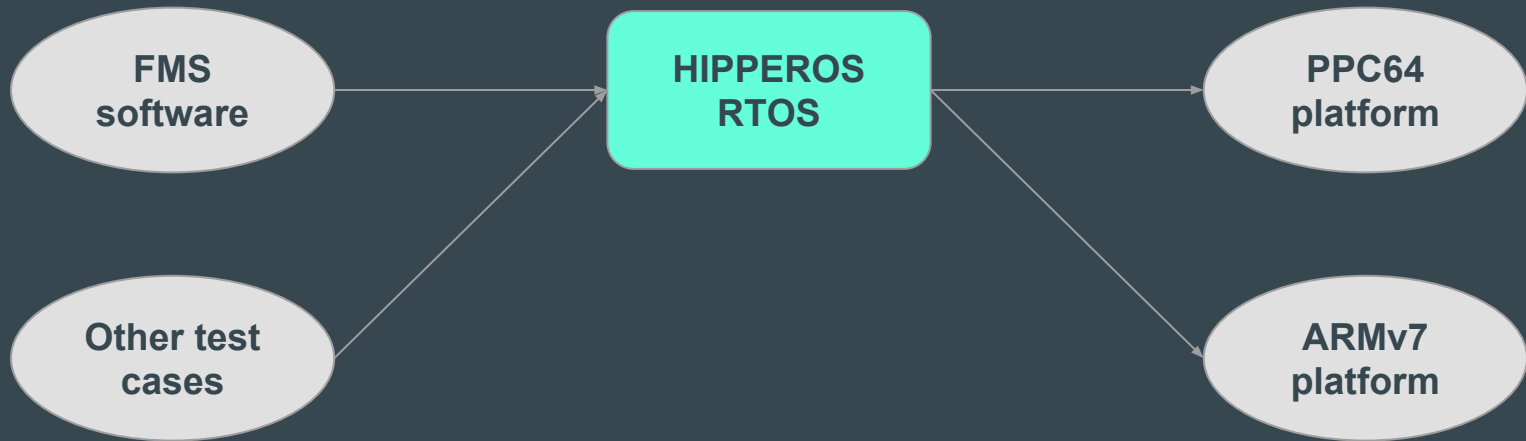 FMS
software
HIPPEROS
RTOS
PPC64
platform
Other test
cases
ARMv7
platform